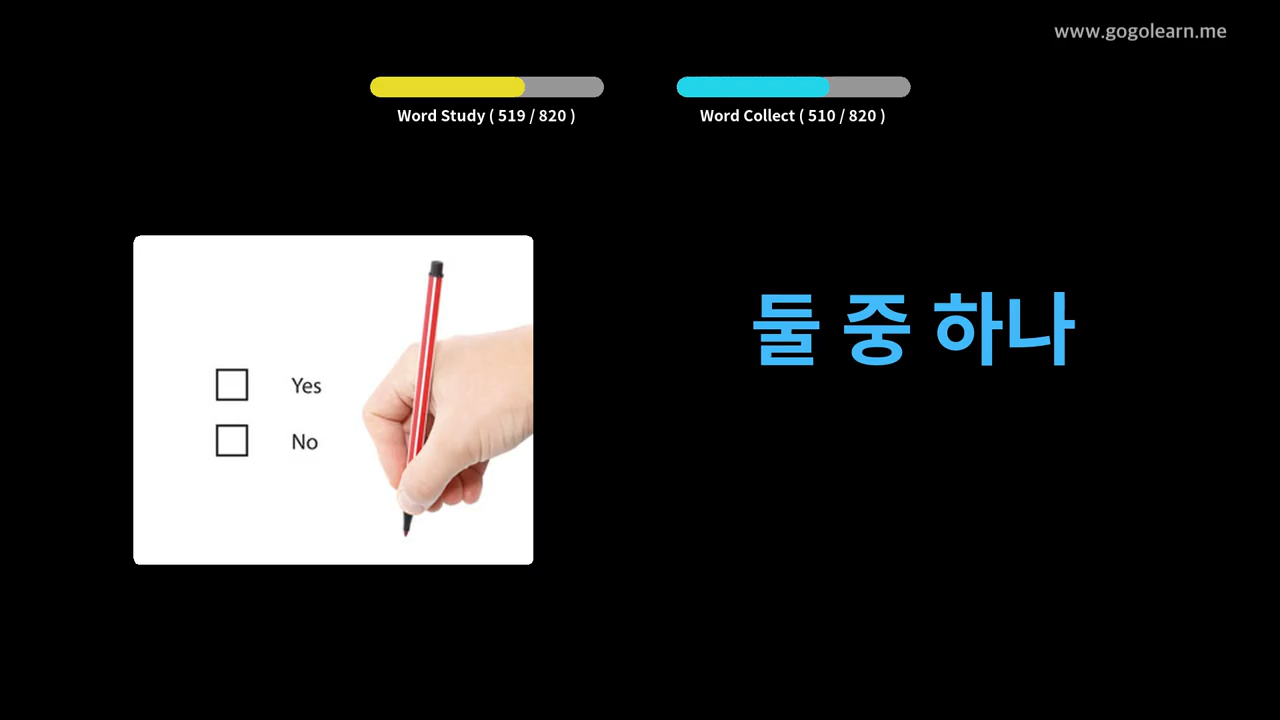 www.gogolearn.me
Word Study ( 519 / 820 )
Word Collect ( 510 / 820 )
둘 중 하나
Yes
No